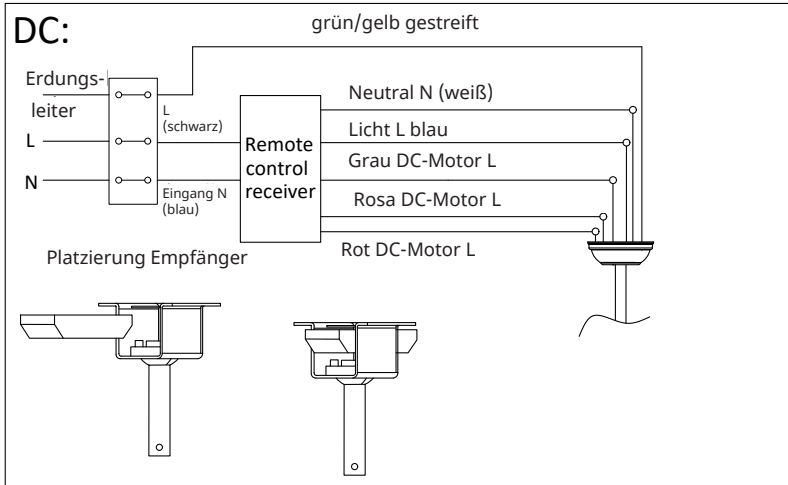 DC:
grün/gelb gestreift
Erdungs-
leiter
L
(schwarz)
L
N
Eingang N
(blau)
Remote
control
receiver
Neutral N (weiß)
Licht L blau
Grau DC-Motor L
Rosa DC-Motor L
Rot DC-Motor L
Platzierung Empfänger